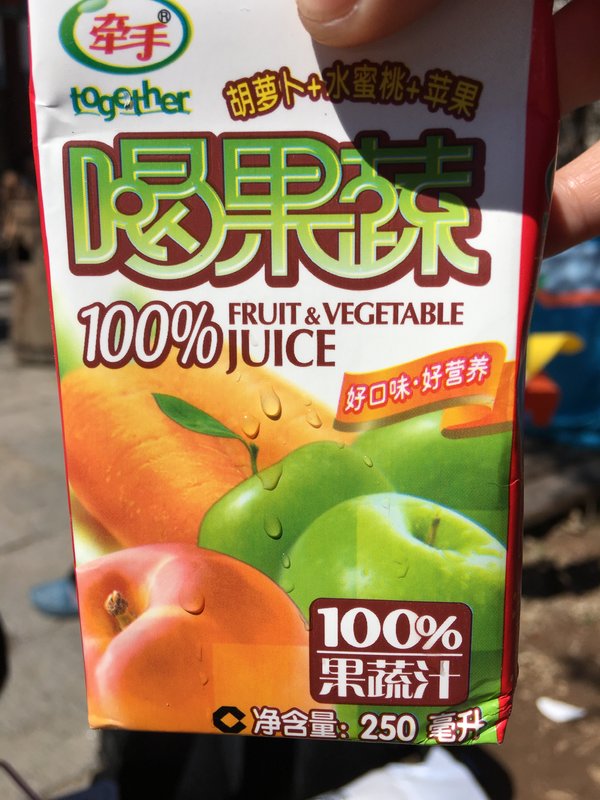 牵手®
together
胡萝卜+水蜜桃+苹果
喝果蔬
100% FRUIT & VEGETABLE
JUICE
好口味·好营养
100%
果蔬汁
净含量: 250 毫升